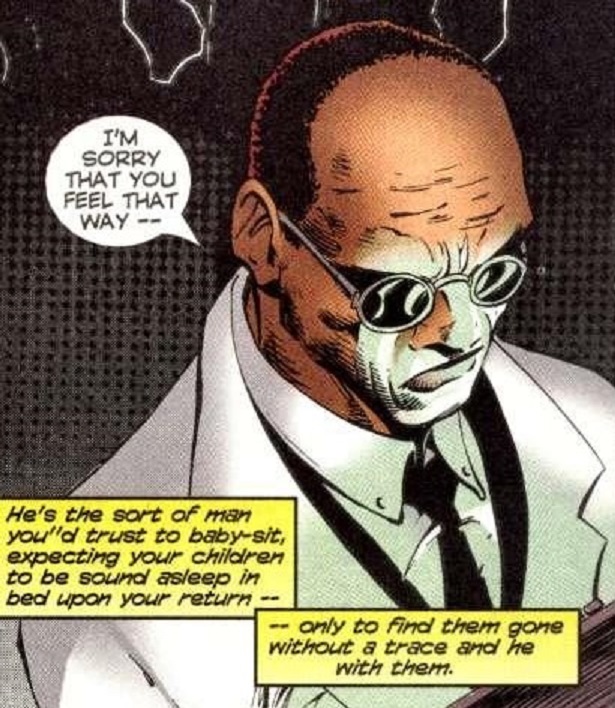 I'M
SORRY
THAT YOU
FEEL THAT
WAY --
He's the sort of man
you''d trust to baby-sit,
expecting your children
to be sound asleep in
bed upon your return --
-- only to find them gone
without a trace and he
with them.